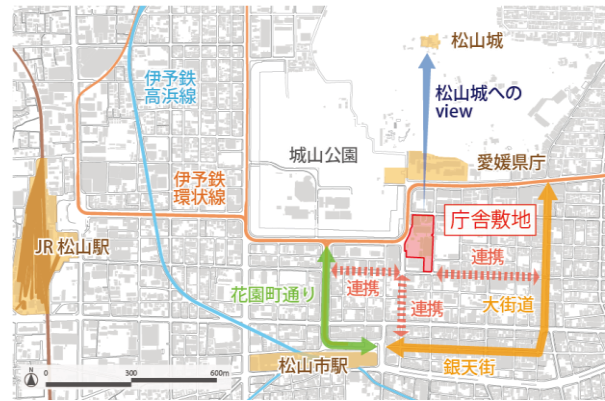 松山城
松山城への
view
伊予鉄
高浜線
城山公園
愛媛県庁
伊予鉄
環状線
庁舎敷地
JR 松山駅
連携
連携
花園町通り
連携
大街道
松山市駅
銀天街
N
0
300
600m